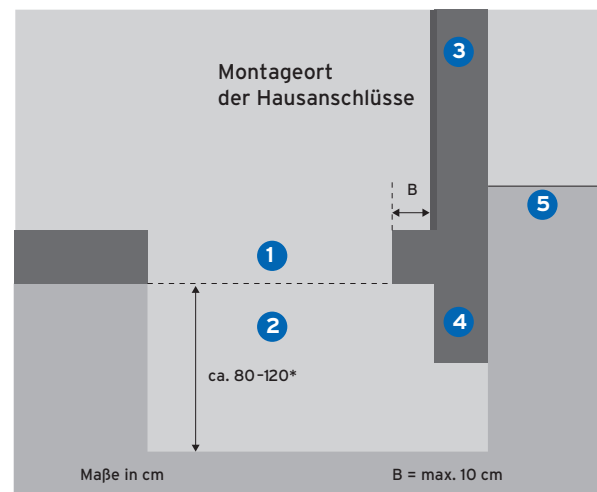 3
Montageort
der Hausanschlüsse
B
5
1
2
4
ca. 80–120*
Maße in cm
B = max. 10 cm